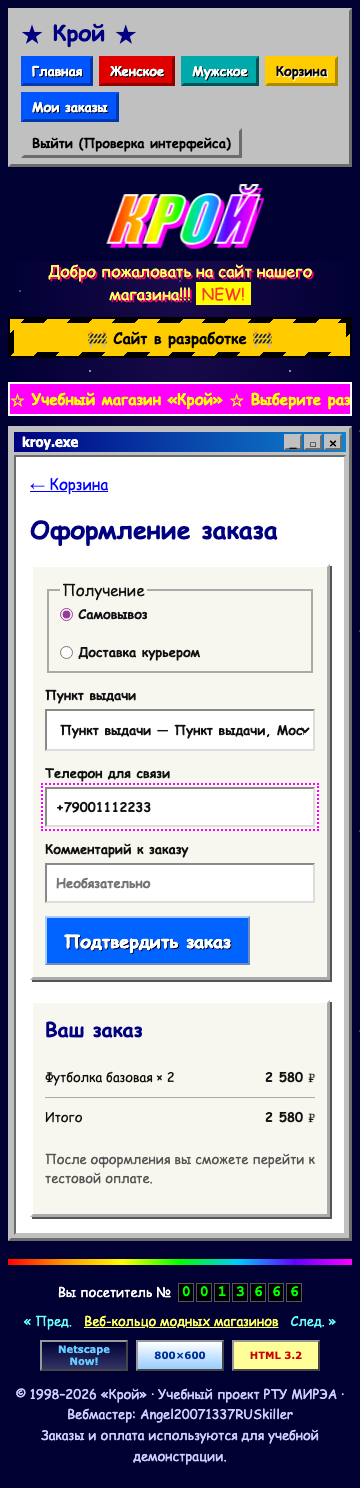 ★ Крой ★
Главная Женское Мужское Корзина
Мои заказы
Выйти (Проверка интерфейса)
КРОЙ
Добро пожаловать на сайт нашего
магазина!!! NEW!
🚧 Сайт в разработке 🚧
☆ Учебный магазин «Крой» ☆ Выберите раз
kroy.exe
← Корзина
Оформление заказа
Получение
Самовывоз
Доставка курьером
Пункт выдачи
Пункт выдачи — Пункт выдачи, Мос
Телефон для связи
+79001112233
Комментарий к заказу
Необязательно
Подтвердить заказ
Ваш заказ
Футболка базовая × 2 2 580 ₽
Итого 2 580 ₽
После оформления вы сможете перейти к
тестовой оплате.
Вы посетитель № 0013666
« Пред. Веб-кольцо модных магазинов След. »
Netscape
Now!
800×600
HTML 3.2
© 1998–2026 «Крой» · Учебный проект РТУ МИРЭА ·
Вебмастер: Angel20071337RUSkiller
Заказы и оплата используются для учебной
демонстрации.